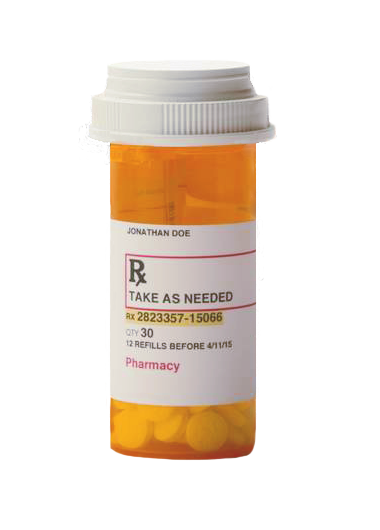 JONATHAN DOE
Rx
TAKE AS NEEDED
RX 2823357-15066
QTY 30
12 REFILLS BEFORE 4/11/15
Pharmacy